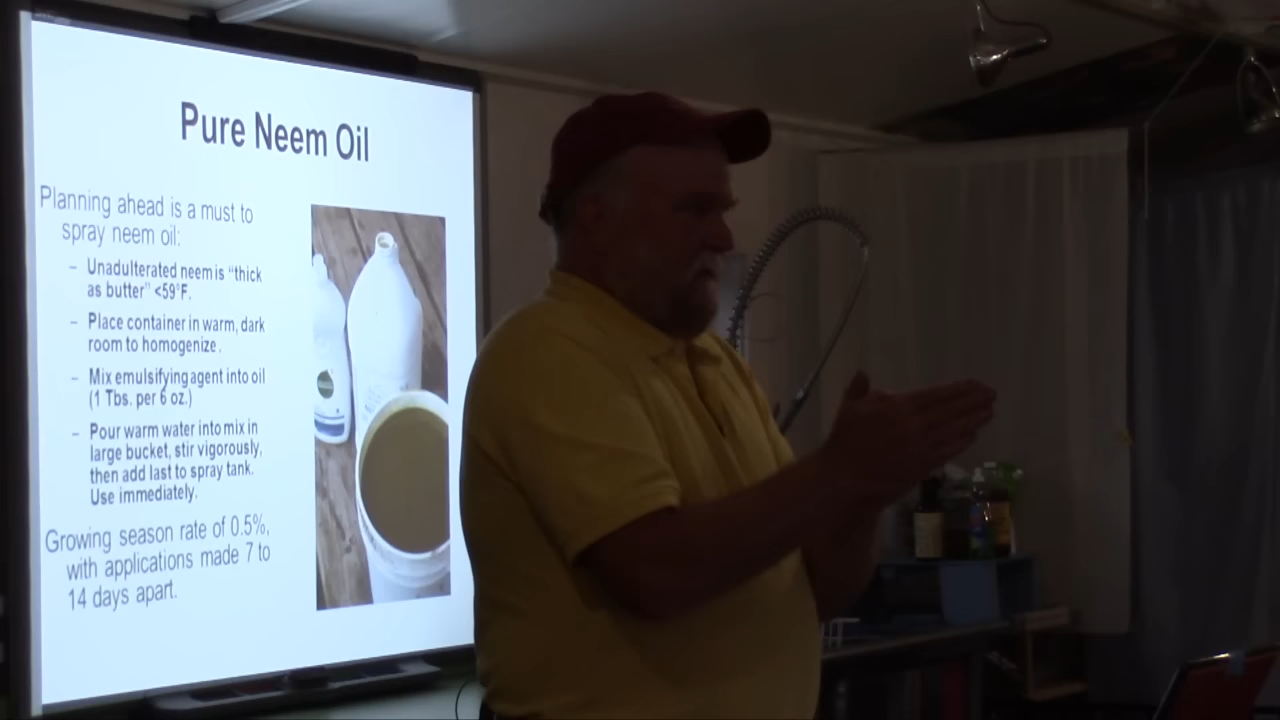 Pure Neem Oil
Planning ahead is a must to
spray neem oil:
– Unadulterated neem is “thick
as butter” <59°F.
– Place container in warm, dark
room to homogenize.
– Mix emulsifying agent into oil
(1 Tbs. per 6 oz.)
– Pour warm water into mix in
large bucket, stir vigorously,
then add last to spray tank.
Use immediately.
Growing season rate of 0.5%,
with applications made 7 to
14 days apart.